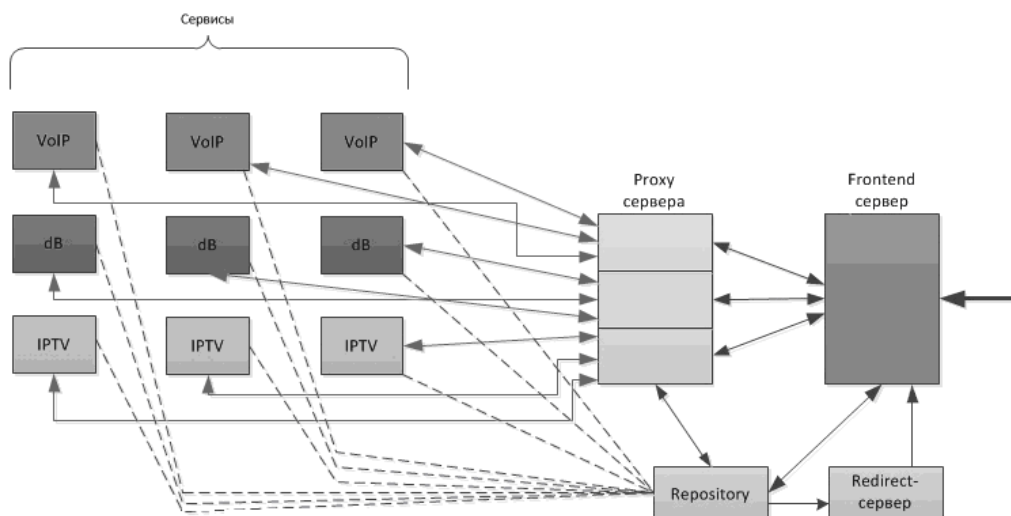 Сервисы
VoIP
VoIP
VoIP
Proxy
сервера
Frontend
сервер
dB
dB
dB
IPTV
IPTV
IPTV
Repository
Redirect-
сервер